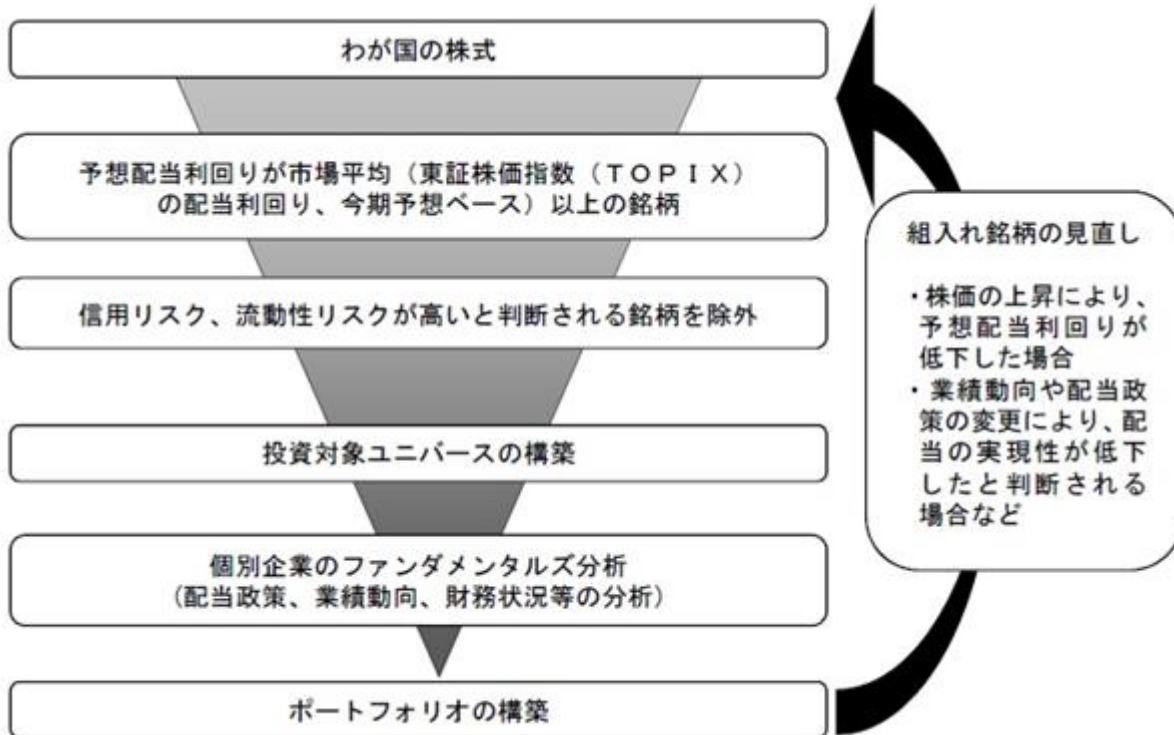 わが国の株式
予想配当利回りが市場平均（東証株価指数（ＴＯＰＩＸ）
の配当利回り、今期予想ベース）以上の銘柄
信用リスク、流動性リスクが高いと判断される銘柄を除外
投資対象ユニバースの構築
個別企業のファンダメンタルズ分析
（配当政策、業績動向、財務状況等の分析）
ポートフォリオの構築
組入れ銘柄の見直し
・株価の上昇により、
予想配当利回りが
低下した場合
・業績動向や配当政
策の変更により、配
当の実現性が低下
したと判断される
場合など